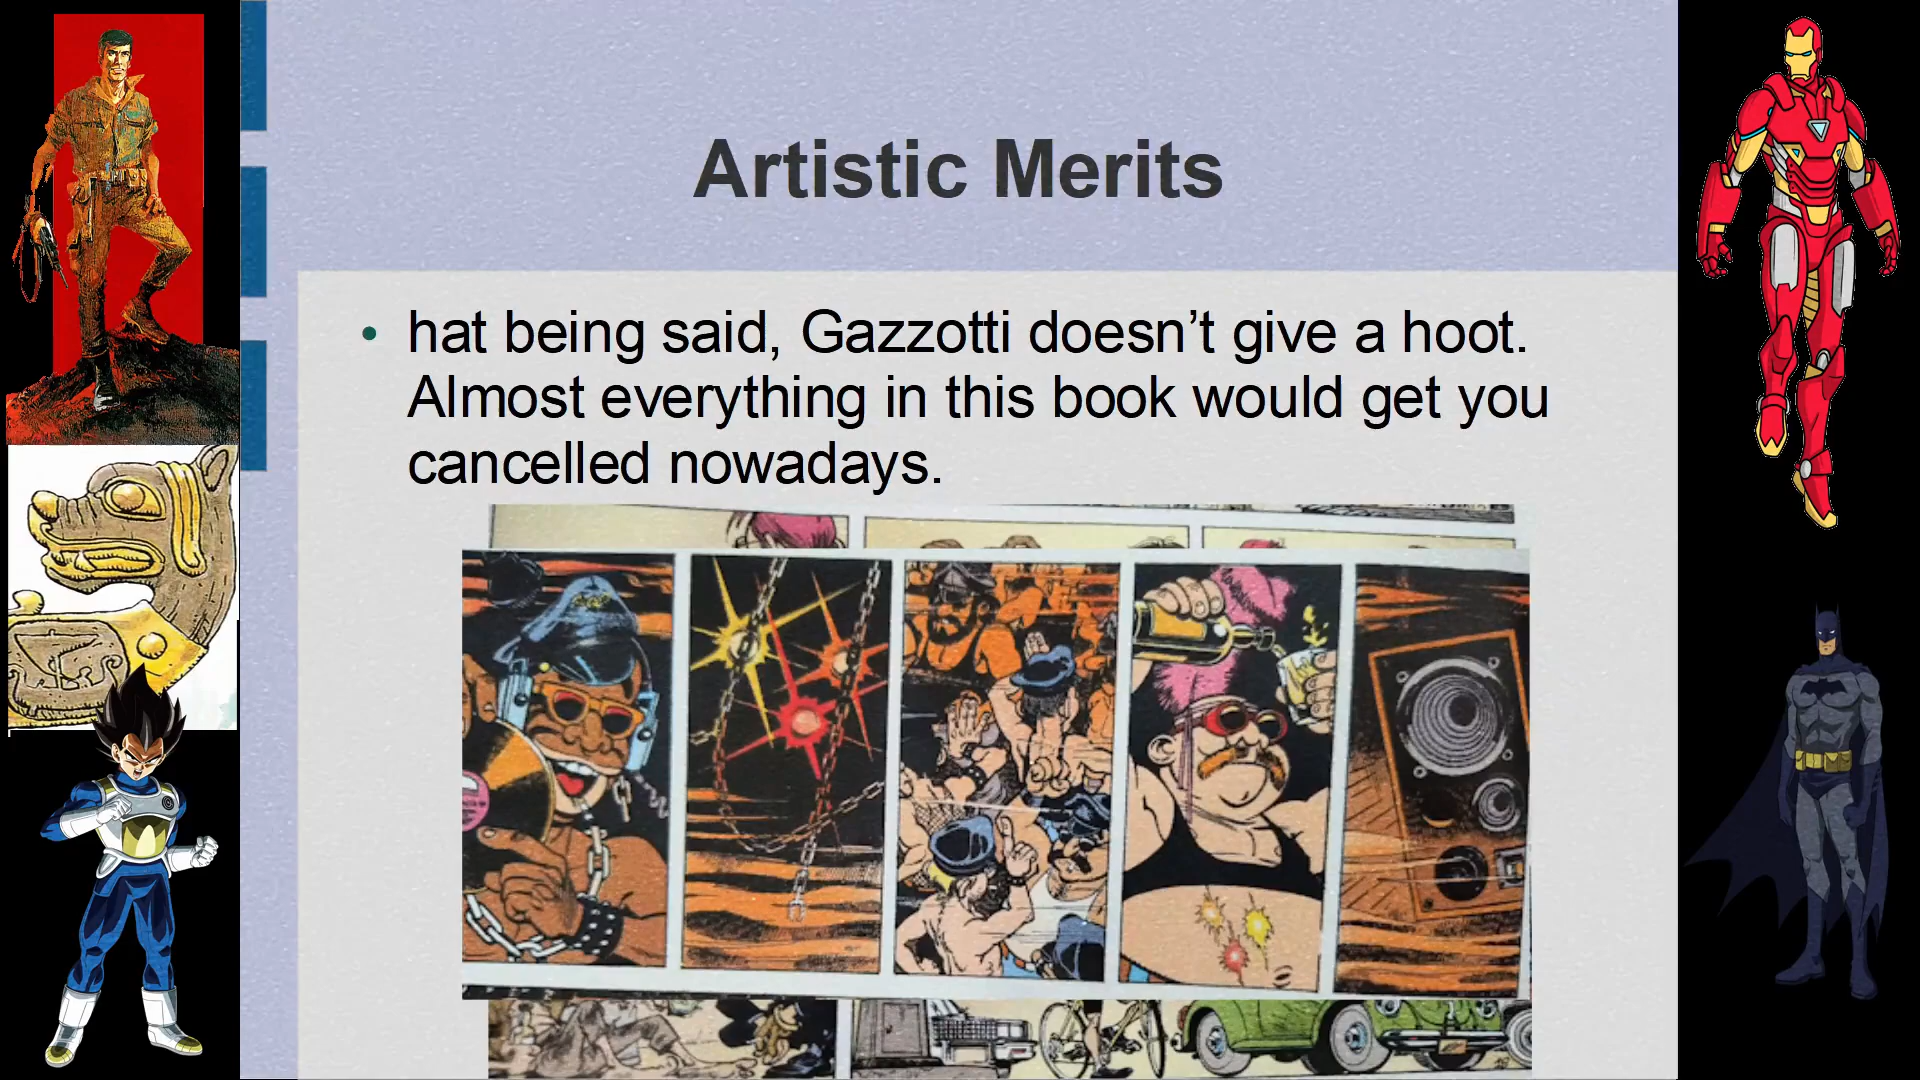 Artistic Merits
• hat being said, Gazzotti doesn’t give a hoot.
Almost everything in this book would get you
cancelled nowadays.